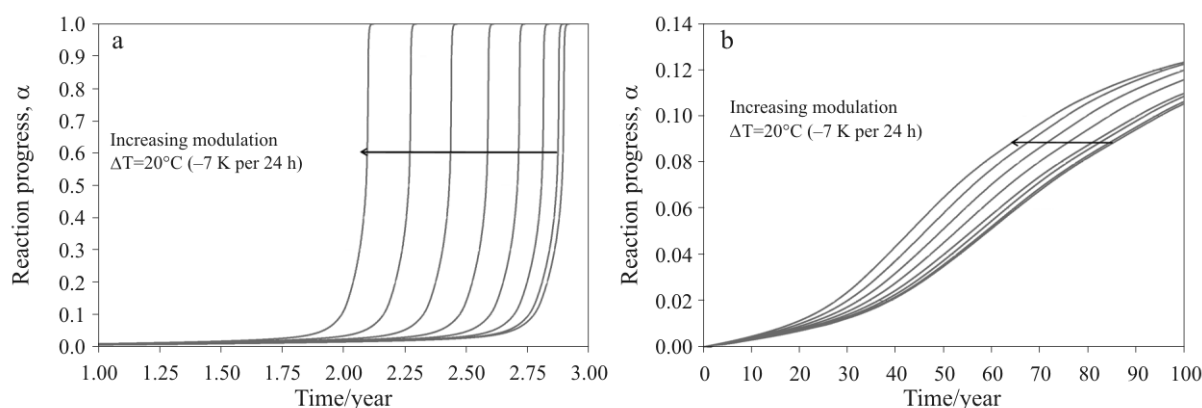 a
1.0
0.9
0.8
0.7
0.6
0.5
0.4
0.3
0.2
0.1
0.0
Reaction progress, α
Increasing modulation
ΔT=20°C (–7 K per 24 h)
1.00 1.25 1.50 1.75 2.00 2.25 2.50 2.75 3.00
Time/year
b
0.14
0.12
0.10
0.08
0.06
0.04
0.02
0.00
Reaction progress, α
Increasing modulation
ΔT=20°C (–7 K per 24 h)
0 10 20 30 40 50 60 70 80 90 100
Time/year